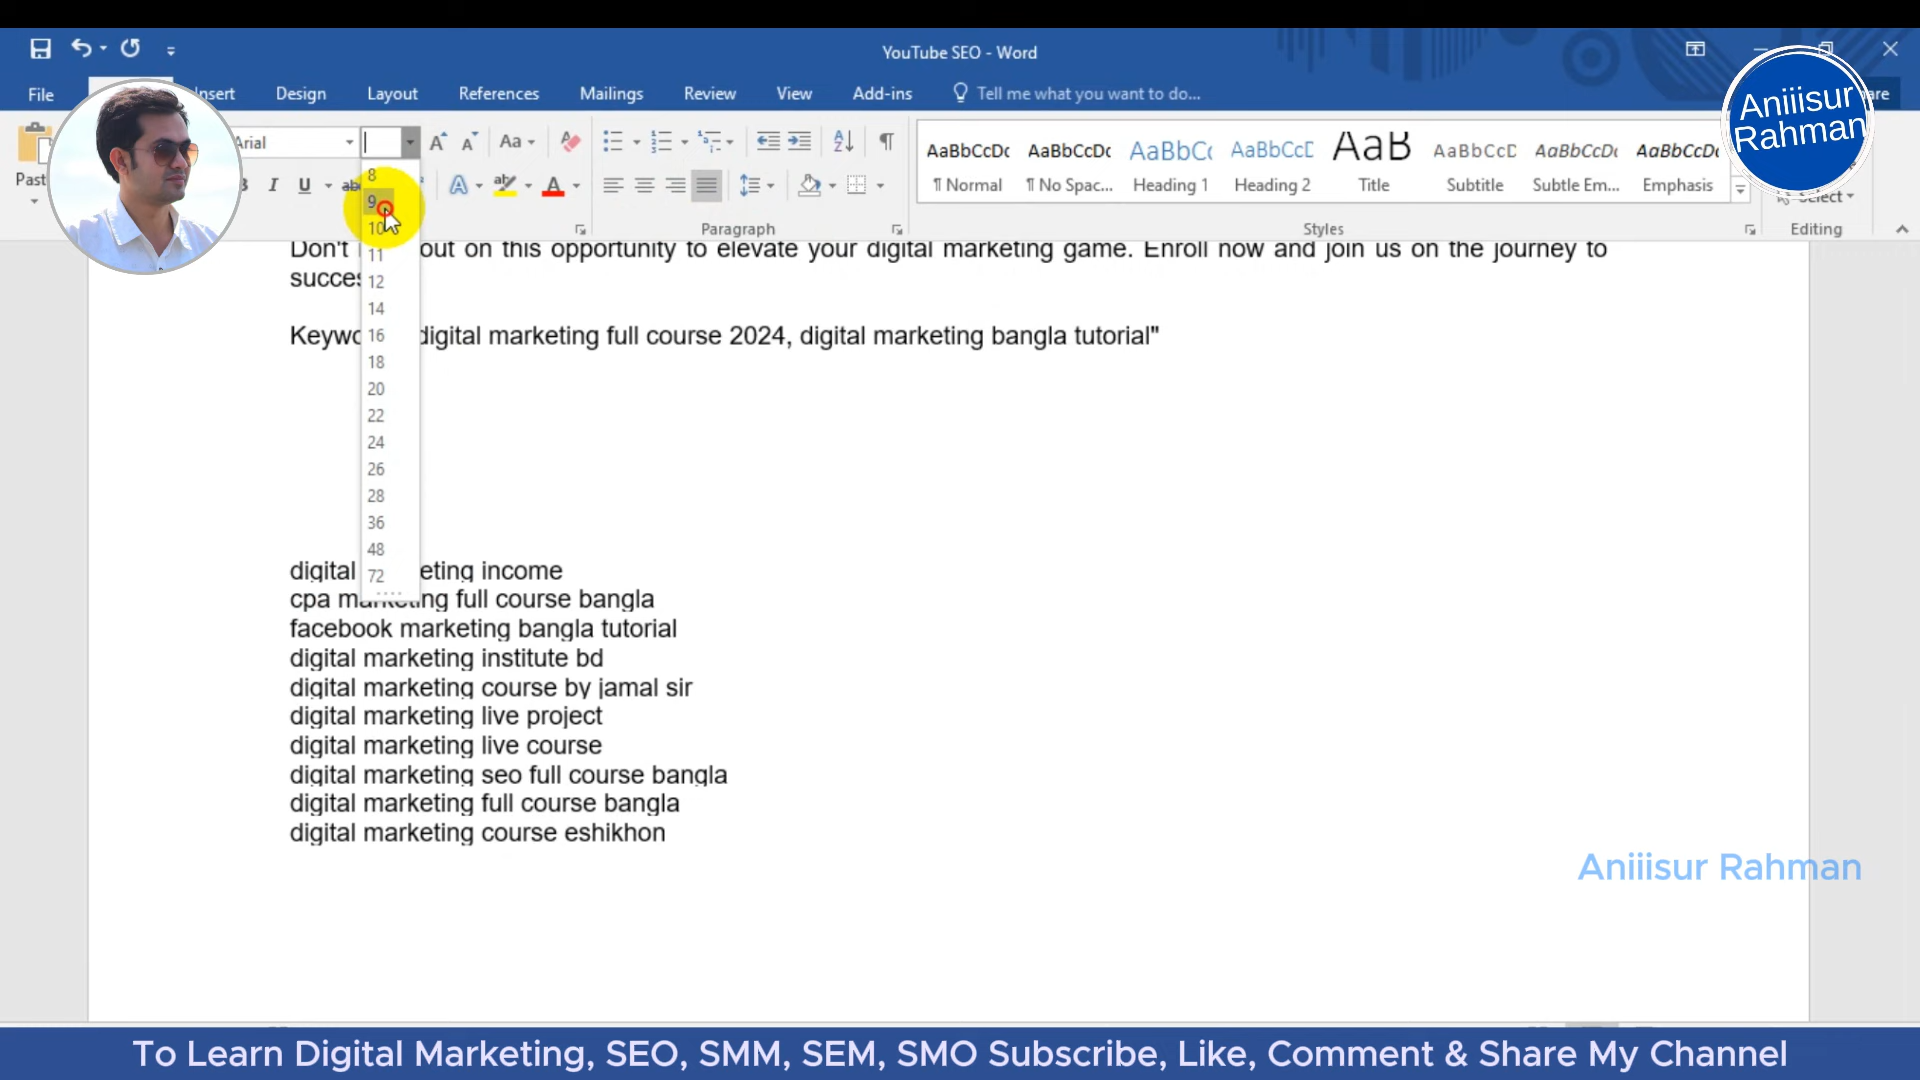 YouTube SEO - Word
File
Insert
Design
Layout
References
Mailings
Review
View
Add-ins
Tell me what you want to do...
Arial
Aa
I
U
A
A
AaBbCcDc
AaBbCcDc
AaBbC
AaBbCcD
AaB
AaBbCcD
AaBbCcDc
AaBbCcDc
¶ Normal
¶ No Spac...
Heading 1
Heading 2
Title
Subtitle
Subtle Em...
Emphasis
Select
Paragraph
Styles
Editing
Aniiisur
Rahman
8
9
10
11
12
14
16
18
20
22
24
26
28
36
48
72
Don't out on this opportunity to elevate your digital marketing game. Enroll now and join us on the journey to
succes
Keywo digital marketing full course 2024, digital marketing bangla tutorial"
digital eting income
cpa marketing full course bangla
facebook marketing bangla tutorial
digital marketing institute bd
digital marketing course by jamal sir
digital marketing live project
digital marketing live course
digital marketing seo full course bangla
digital marketing full course bangla
digital marketing course eshikhon
Aniiisur Rahman
To Learn Digital Marketing, SEO, SMM, SEM, SMO Subscribe, Like, Comment & Share My Channel